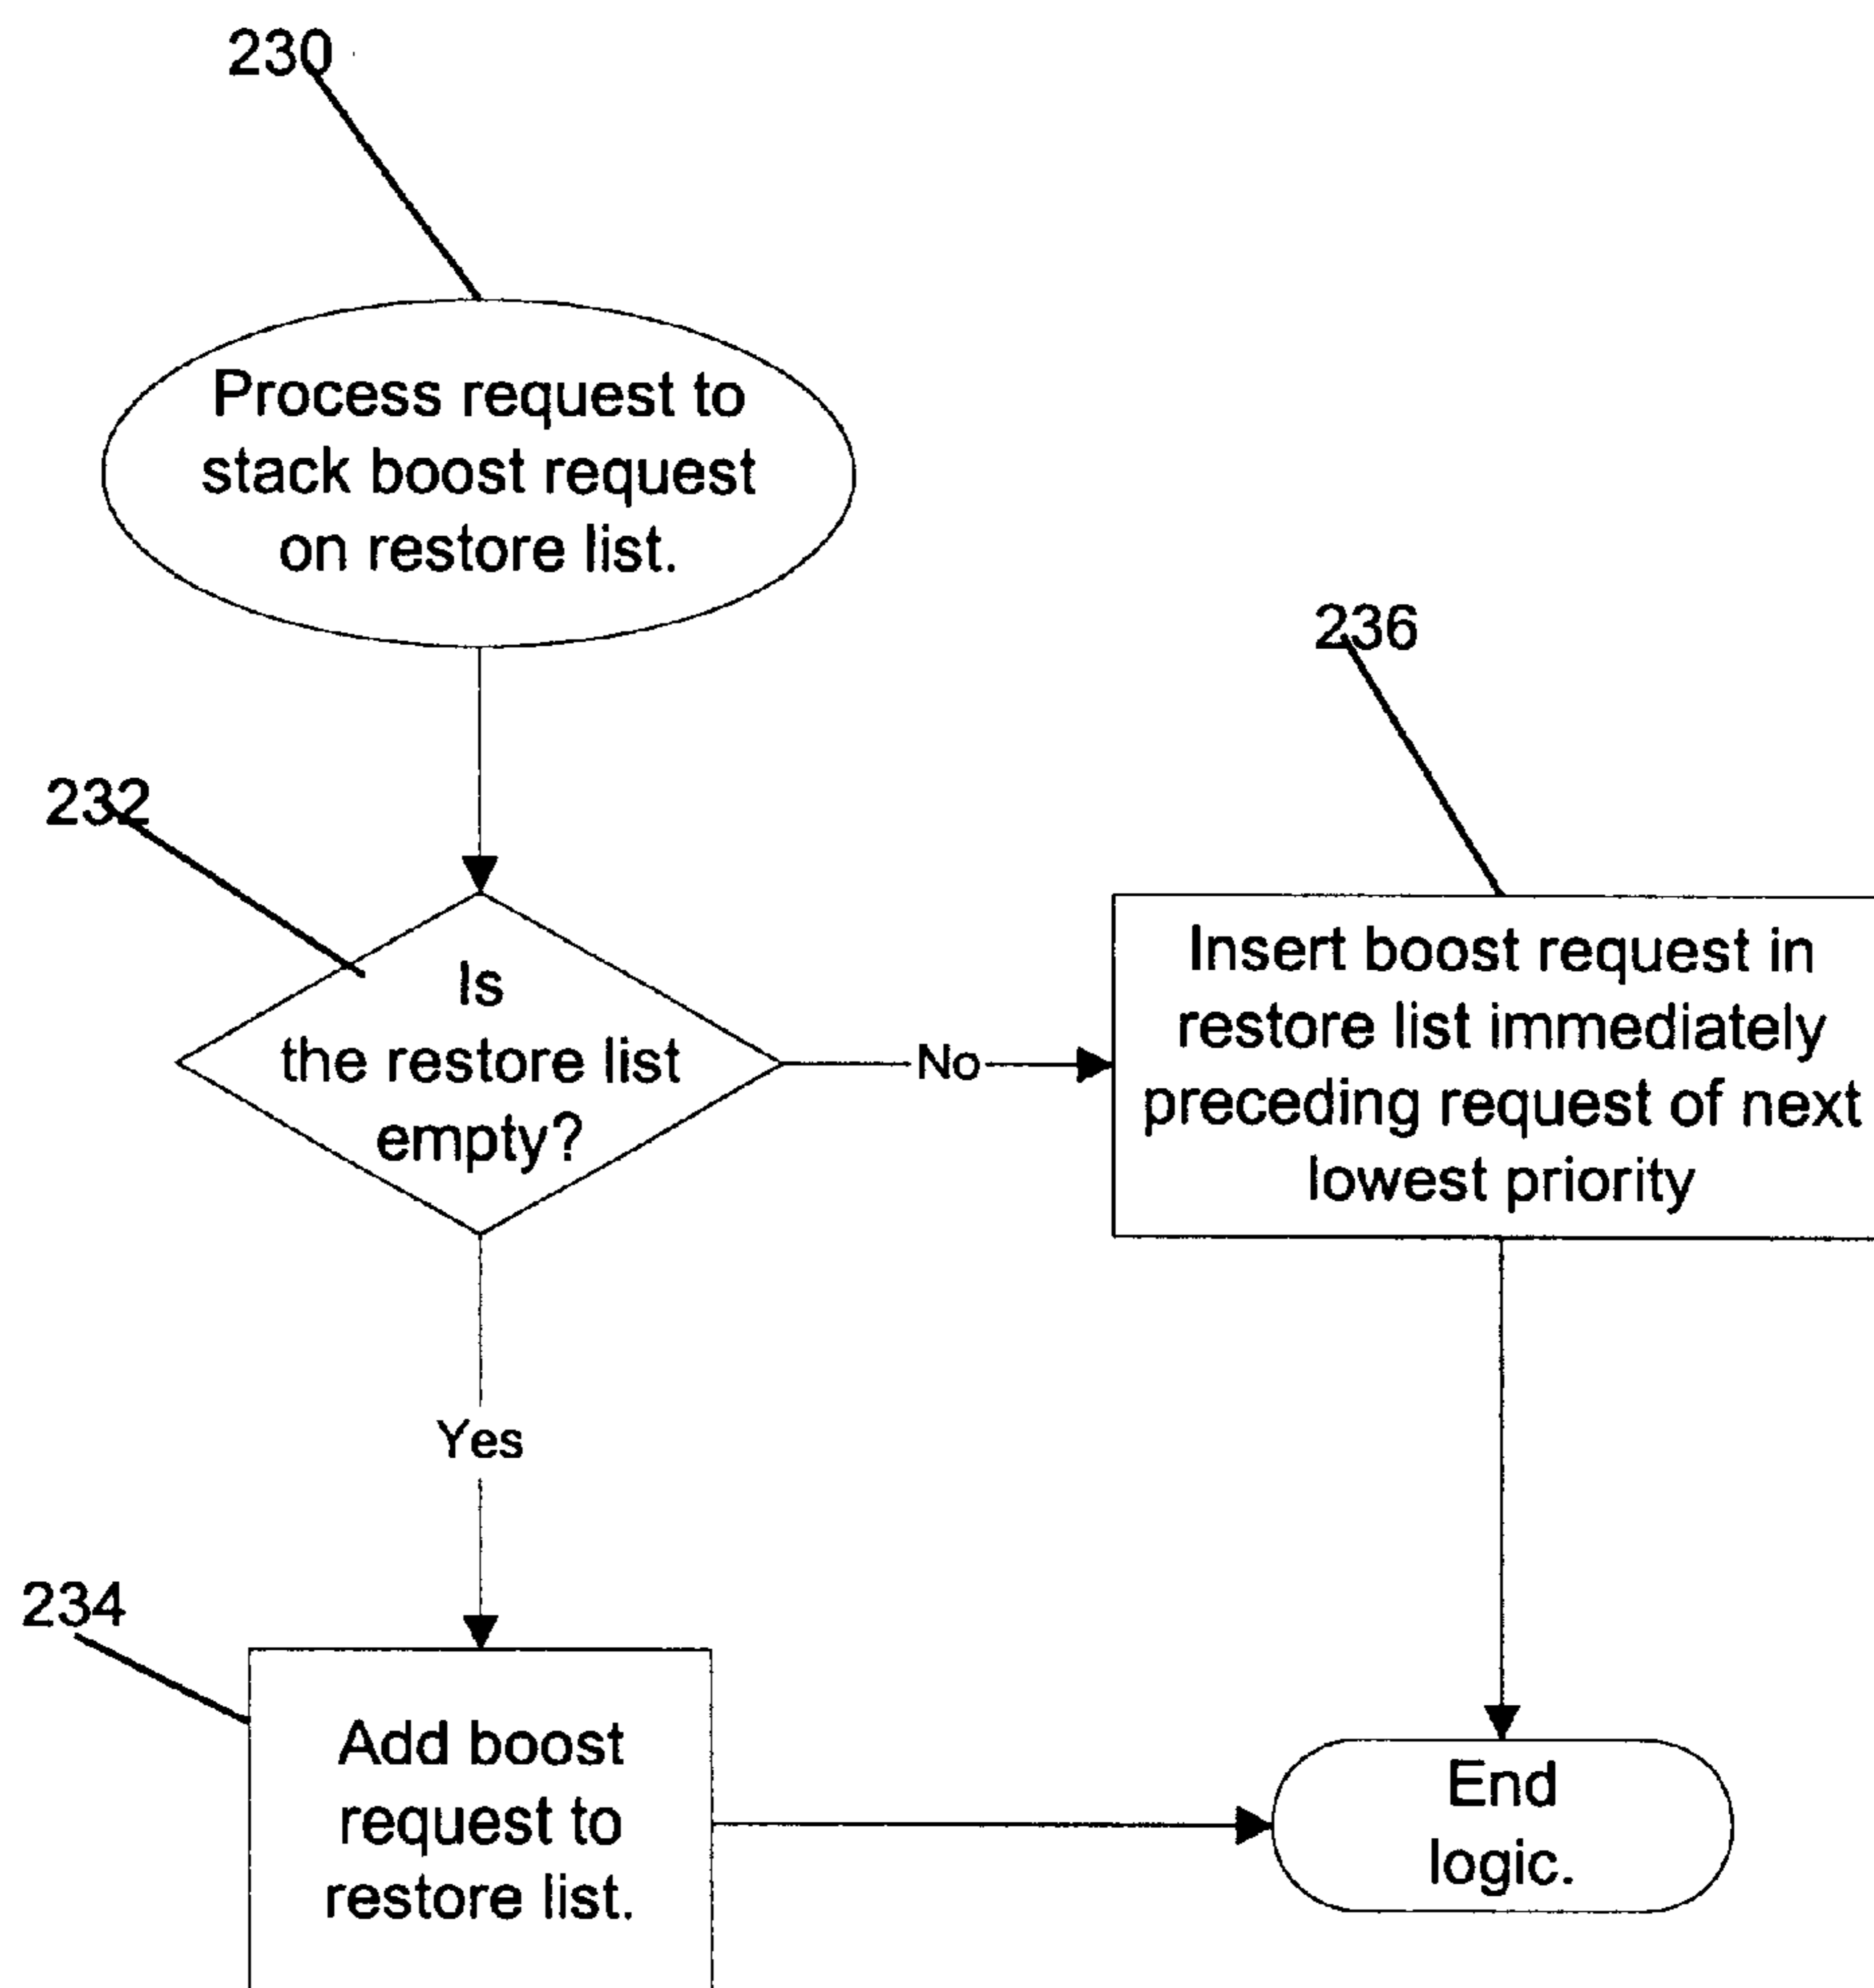 230
Process request to
stack boost request
on restore list.
236
232
Is
the restore list
empty?
No
Insert boost request in
restore list immediately
preceding request of next
lowest priority
Yes
234
Add boost
request to
restore list.
End
logic.